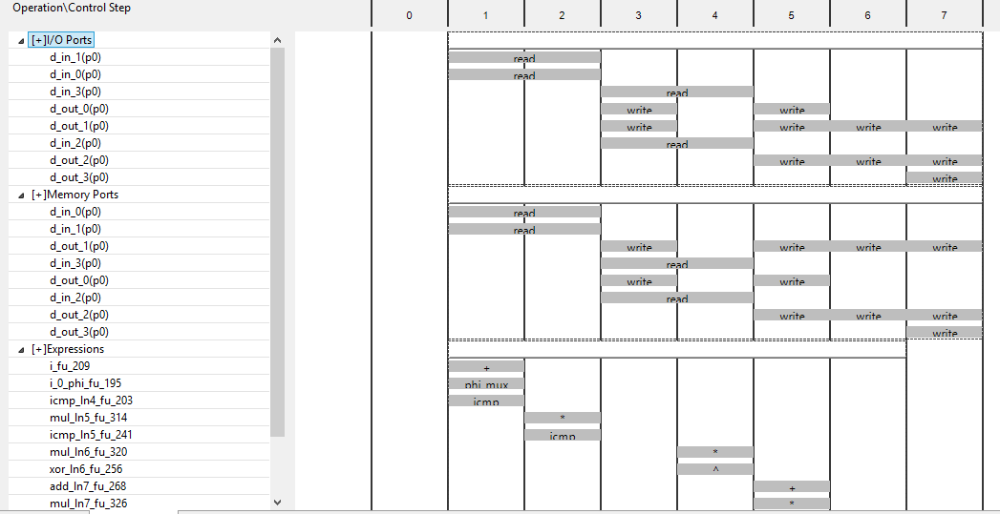 Operation\Control Step 0 1 2 3 4 5 6 7
[+]I/O Ports
d_in_1(p0) read
d_in_0(p0) read
d_in_3(p0) read
d_out_0(p0) write write
d_out_1(p0) write write write write
d_in_2(p0) read
d_out_2(p0) write write write
d_out_3(p0) write
[+]Memory Ports
d_in_0(p0) read
d_in_1(p0) read
d_out_1(p0) write write write write
d_in_3(p0) read
d_out_0(p0) write write
d_in_2(p0) read
d_out_2(p0) write write write
d_out_3(p0) write
[+]Expressions
i_fu_209 +
i_0_phi_fu_195 phi_mux
icmp_ln4_fu_203 icmp
mul_ln5_fu_314 *
icmp_ln5_fu_241 icmp
mul_ln6_fu_320 *
xor_ln6_fu_256 ^
add_ln7_fu_268 +
mul_ln7_fu_326 *